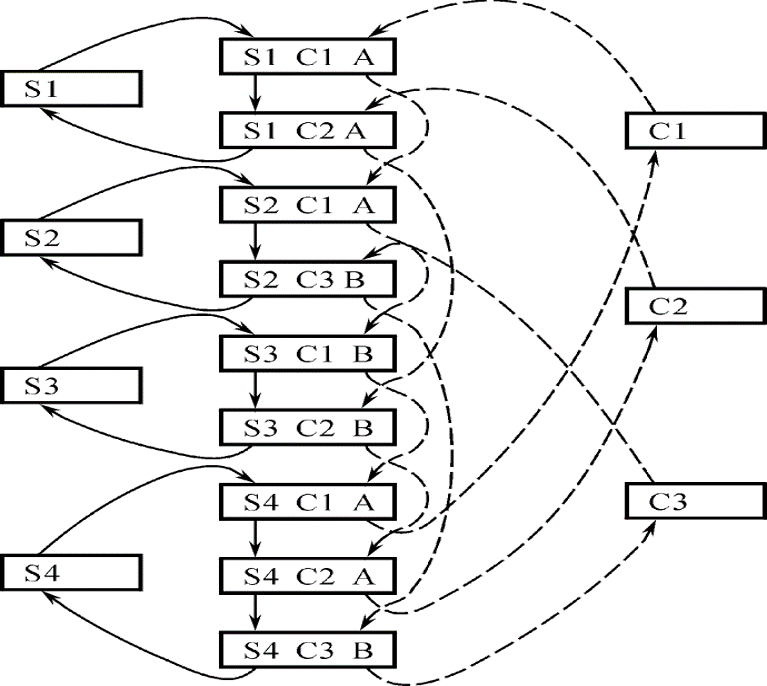 S1 C1 A
S1
S1 C2 A
C1
S2 C1 A
S2
S2 C3 B
C2
S3 C1 B
S3
S3 C2 B
S4 C1 A
C3
S4
S4 C2 A
S4 C3 B